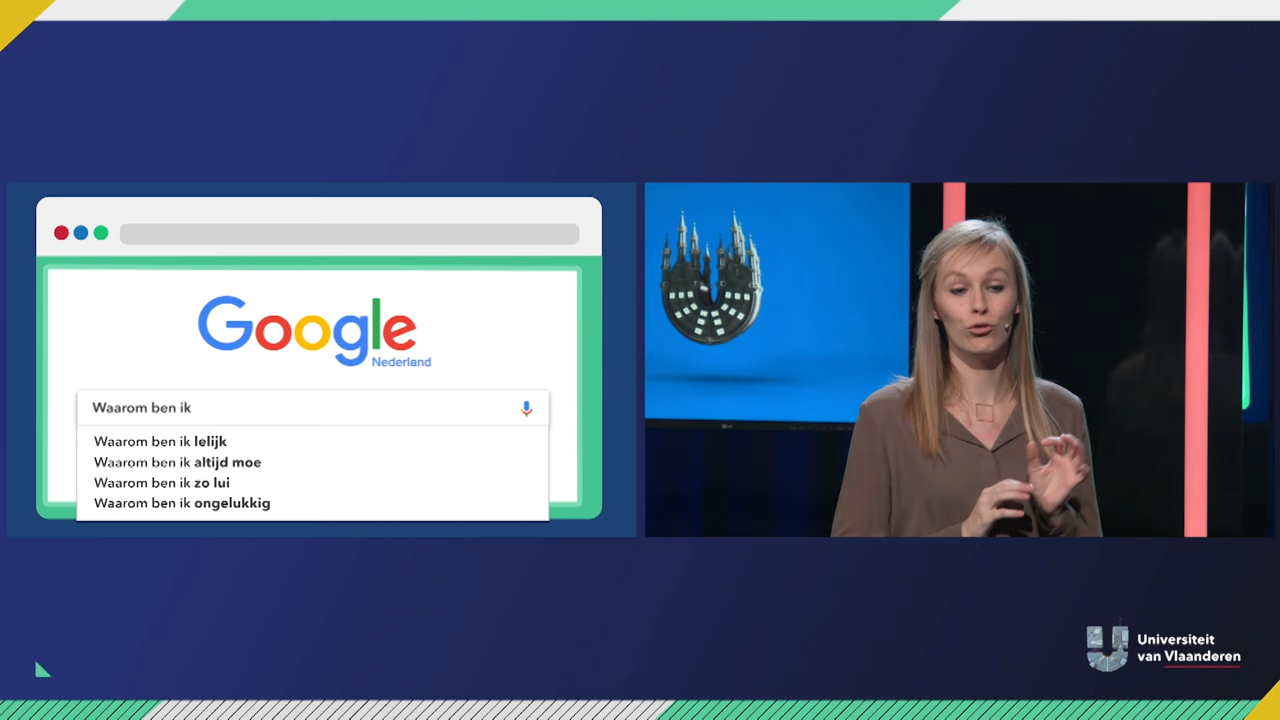 Google
Nederland
Waarom ben ik
Waarom ben ik lelijk
Waarom ben ik altijd moe
Waarom ben ik zo lui
Waarom ben ik ongelukkig
Universiteit
van Vlaanderen